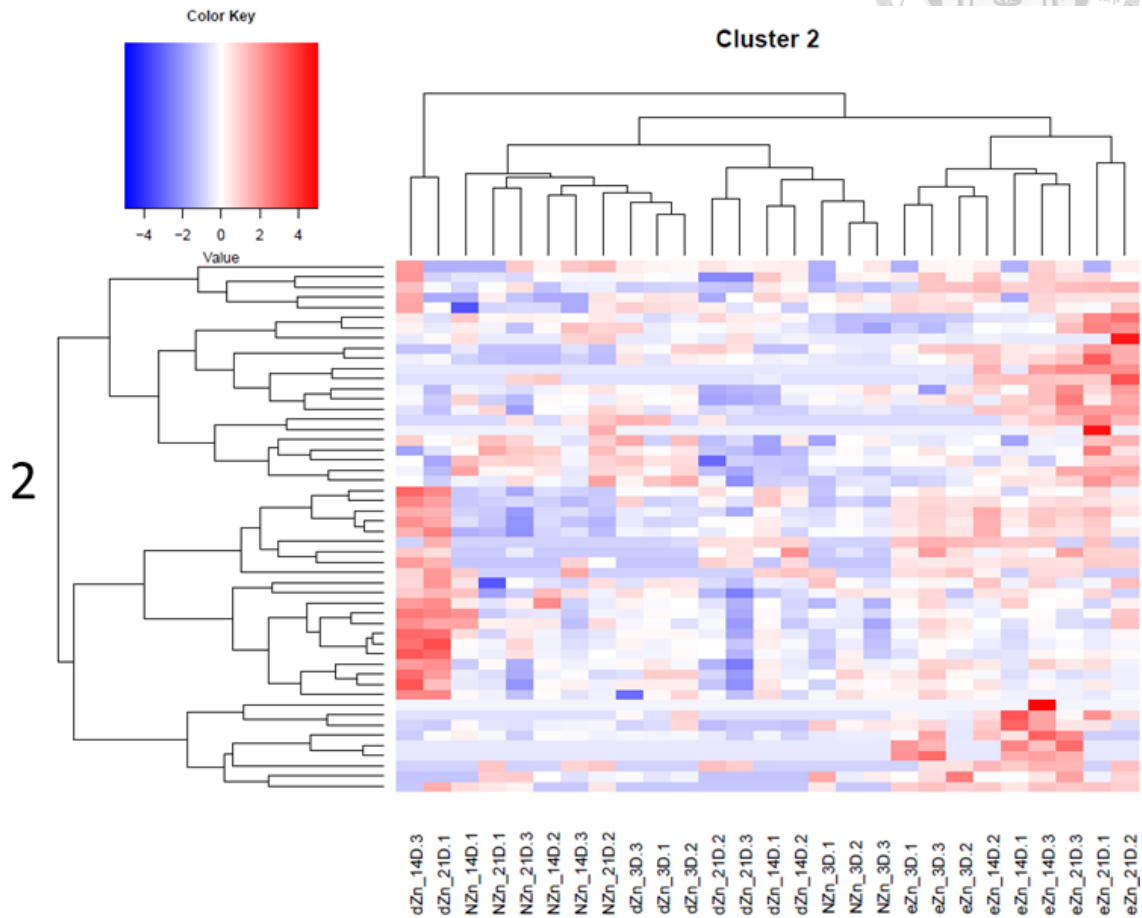 Color Key
−4 −2 0 2 4
Value
Cluster 2
2
dZn_14D.3
dZn_21D.1
NZn_14D.1
NZn_21D.1
NZn_21D.3
NZn_14D.2
NZn_14D.3
NZn_21D.2
dZn_3D.3
dZn_3D.1
dZn_3D.2
dZn_21D.2
dZn_21D.3
dZn_14D.1
dZn_14D.2
NZn_3D.1
NZn_3D.2
NZn_3D.3
eZn_3D.1
eZn_3D.3
eZn_3D.2
eZn_14D.2
eZn_14D.1
eZn_14D.3
eZn_21D.3
eZn_21D.1
eZn_21D.2